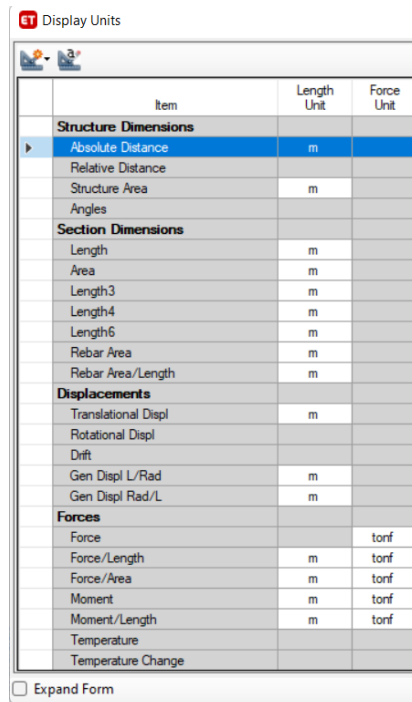 ET Display Units
a
Item Length Unit Force Unit
Structure Dimensions
Absolute Distance m
Relative Distance
Structure Area m
Angles
Section Dimensions
Length m
Area m
Length3 m
Length4 m
Length6 m
Rebar Area m
Rebar Area/Length m
Displacements
Translational Displ m
Rotational Displ
Drift
Gen Displ L/Rad m
Gen Displ Rad/L m
Forces
Force tonf
Force/Length m tonf
Force/Area m tonf
Moment m tonf
Moment/Length m tonf
Temperature
Temperature Change
Expand Form